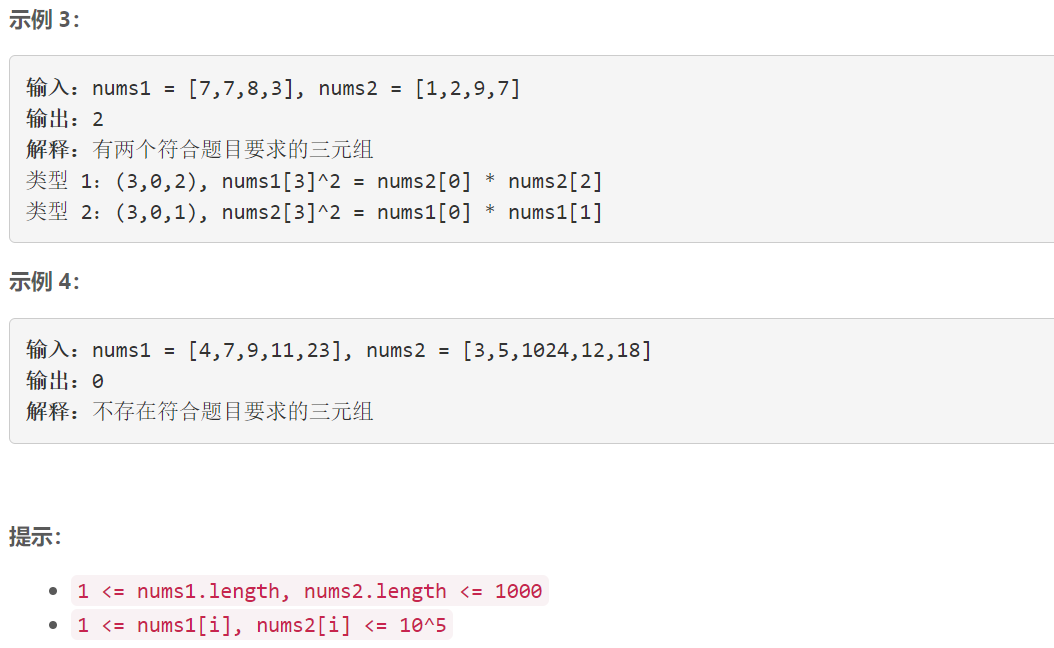 示例 3：
输入：nums1 = [7,7,8,3], nums2 = [1,2,9,7]
输出：2
解释：有两个符合题目要求的三元组
类型 1：(3,0,2), nums1[3]^2 = nums2[0] * nums2[2]
类型 2：(3,0,1), nums2[3]^2 = nums1[0] * nums1[1]
示例 4：
输入：nums1 = [4,7,9,11,23], nums2 = [3,5,1024,12,18]
输出：0
解释：不存在符合题目要求的三元组
提示：
• 1 <= nums1.length, nums2.length <= 1000
• 1 <= nums1[i], nums2[i] <= 10^5